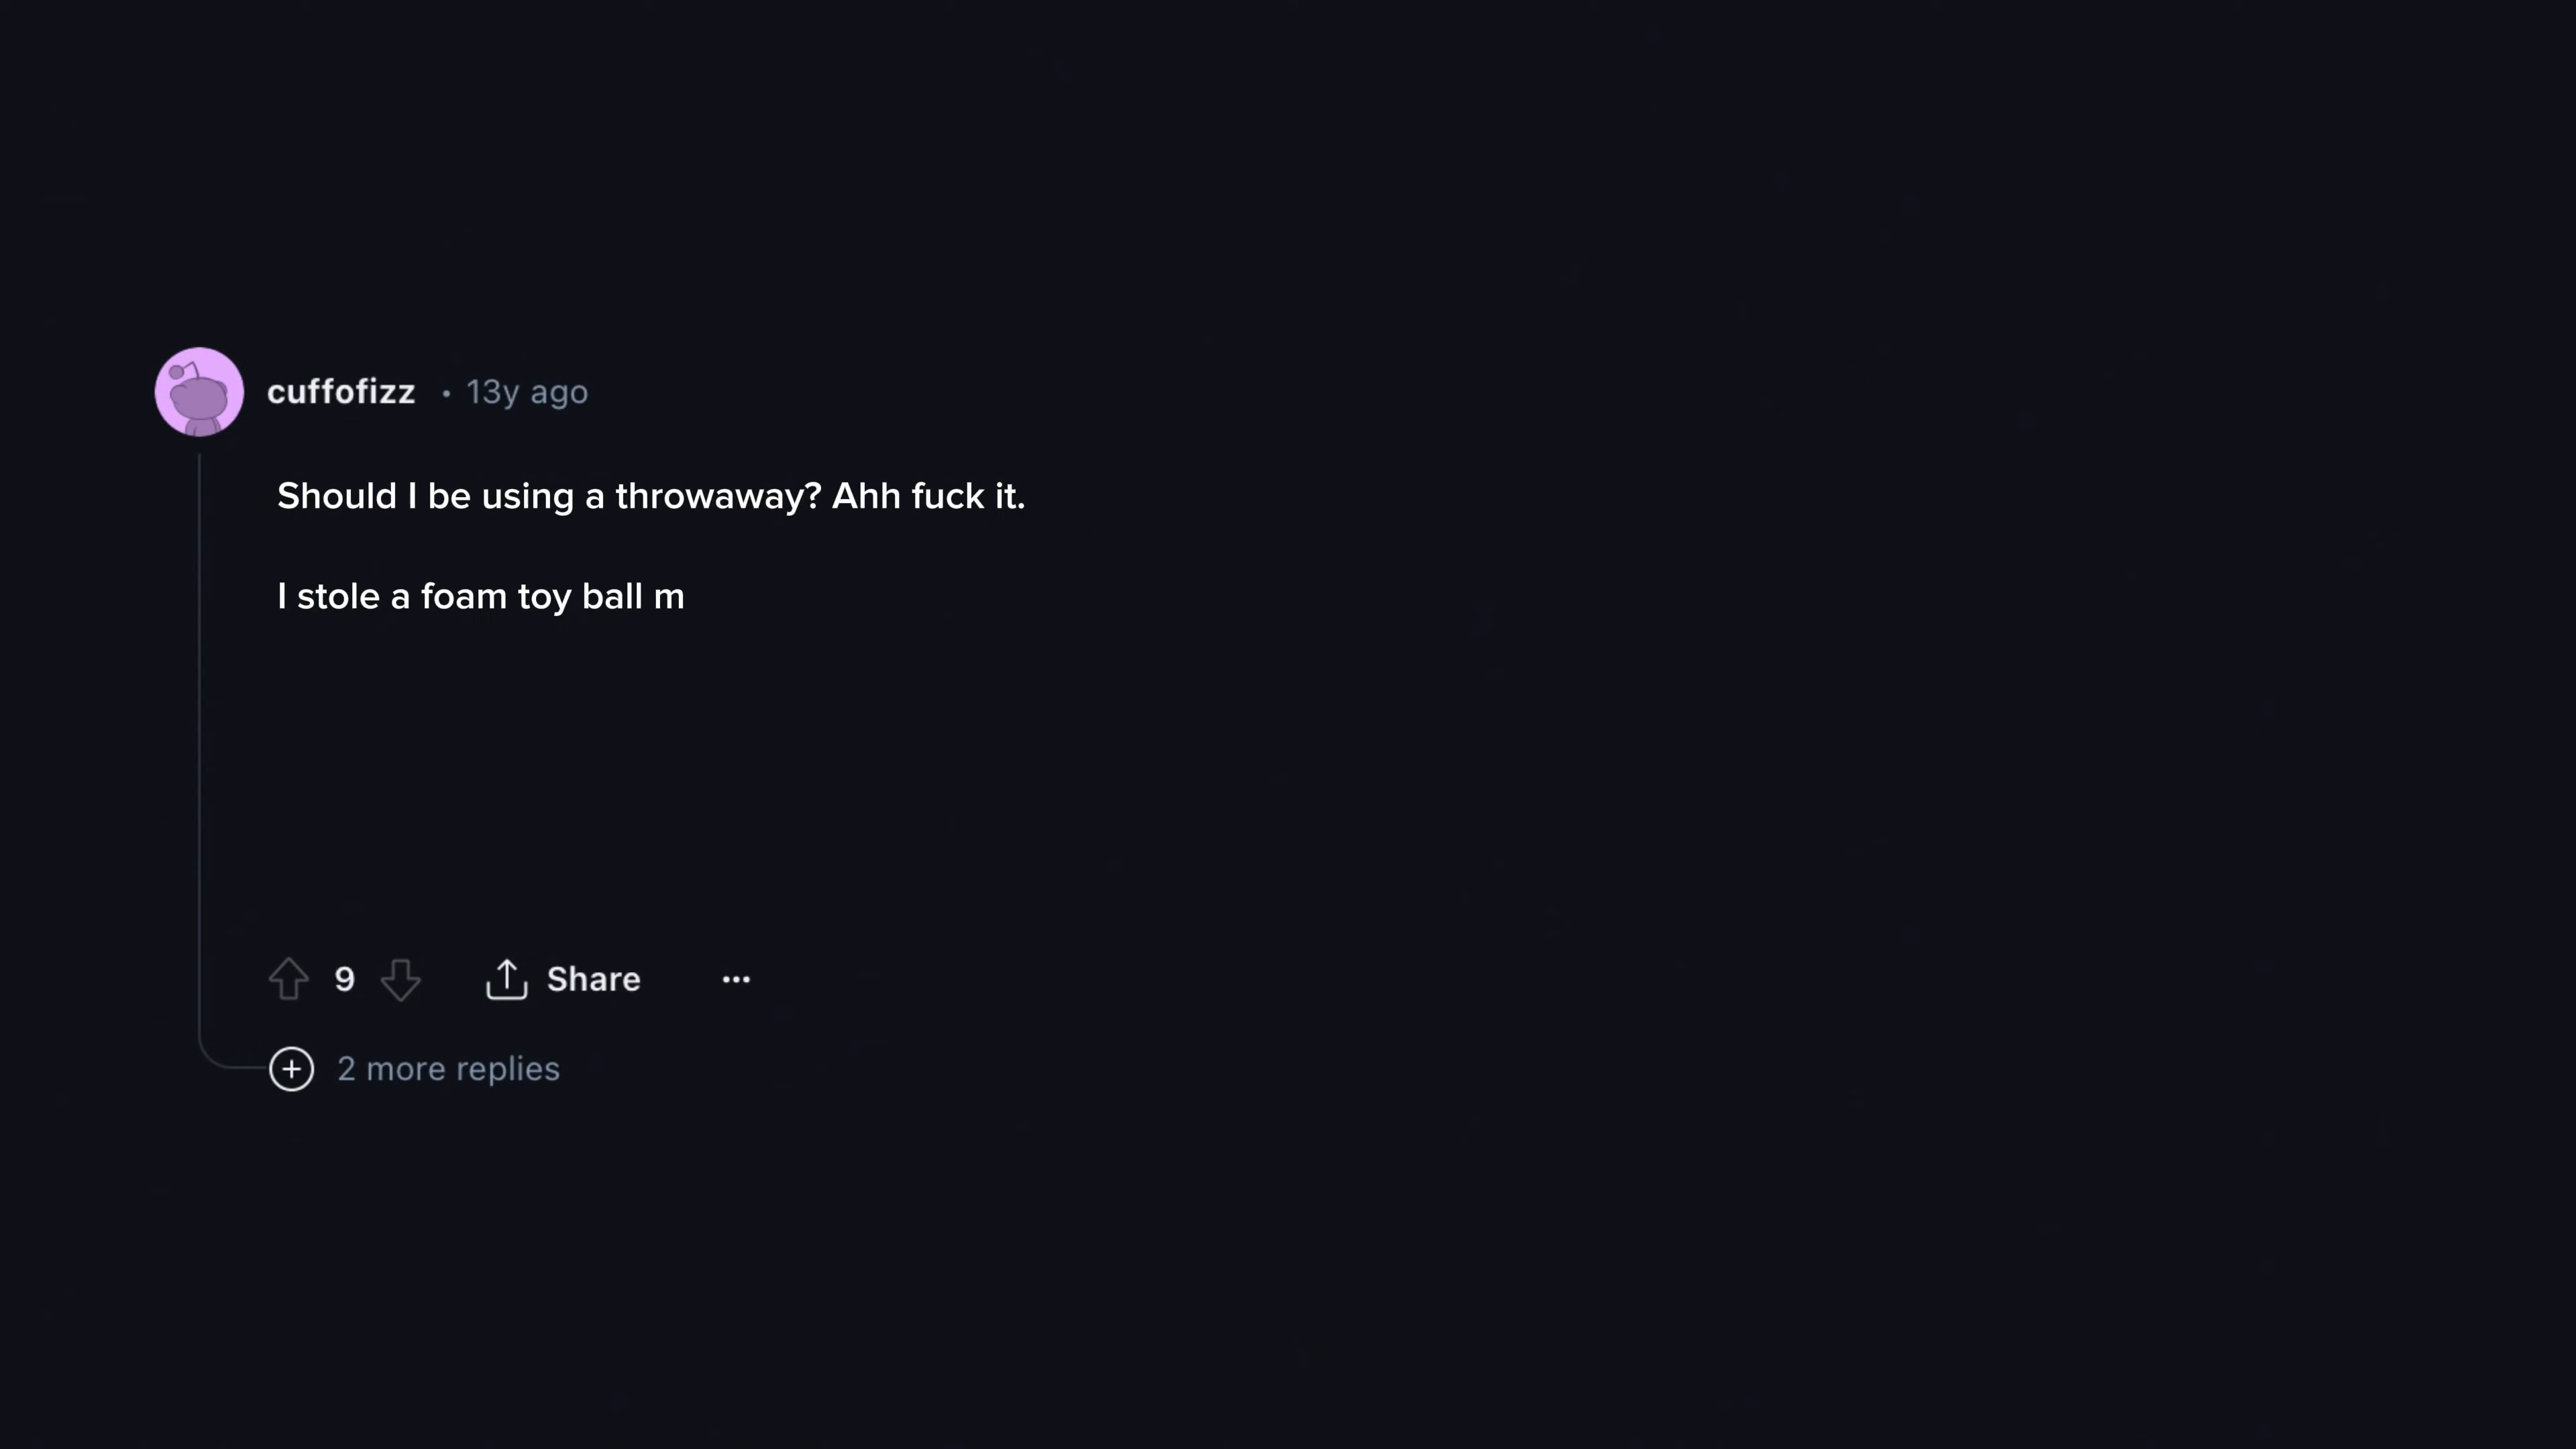 cuffofizz • 13y ago
Should I be using a throwaway? Ahh fuck it.
I stole a foam toy ball m
9 Share ...
2 more replies